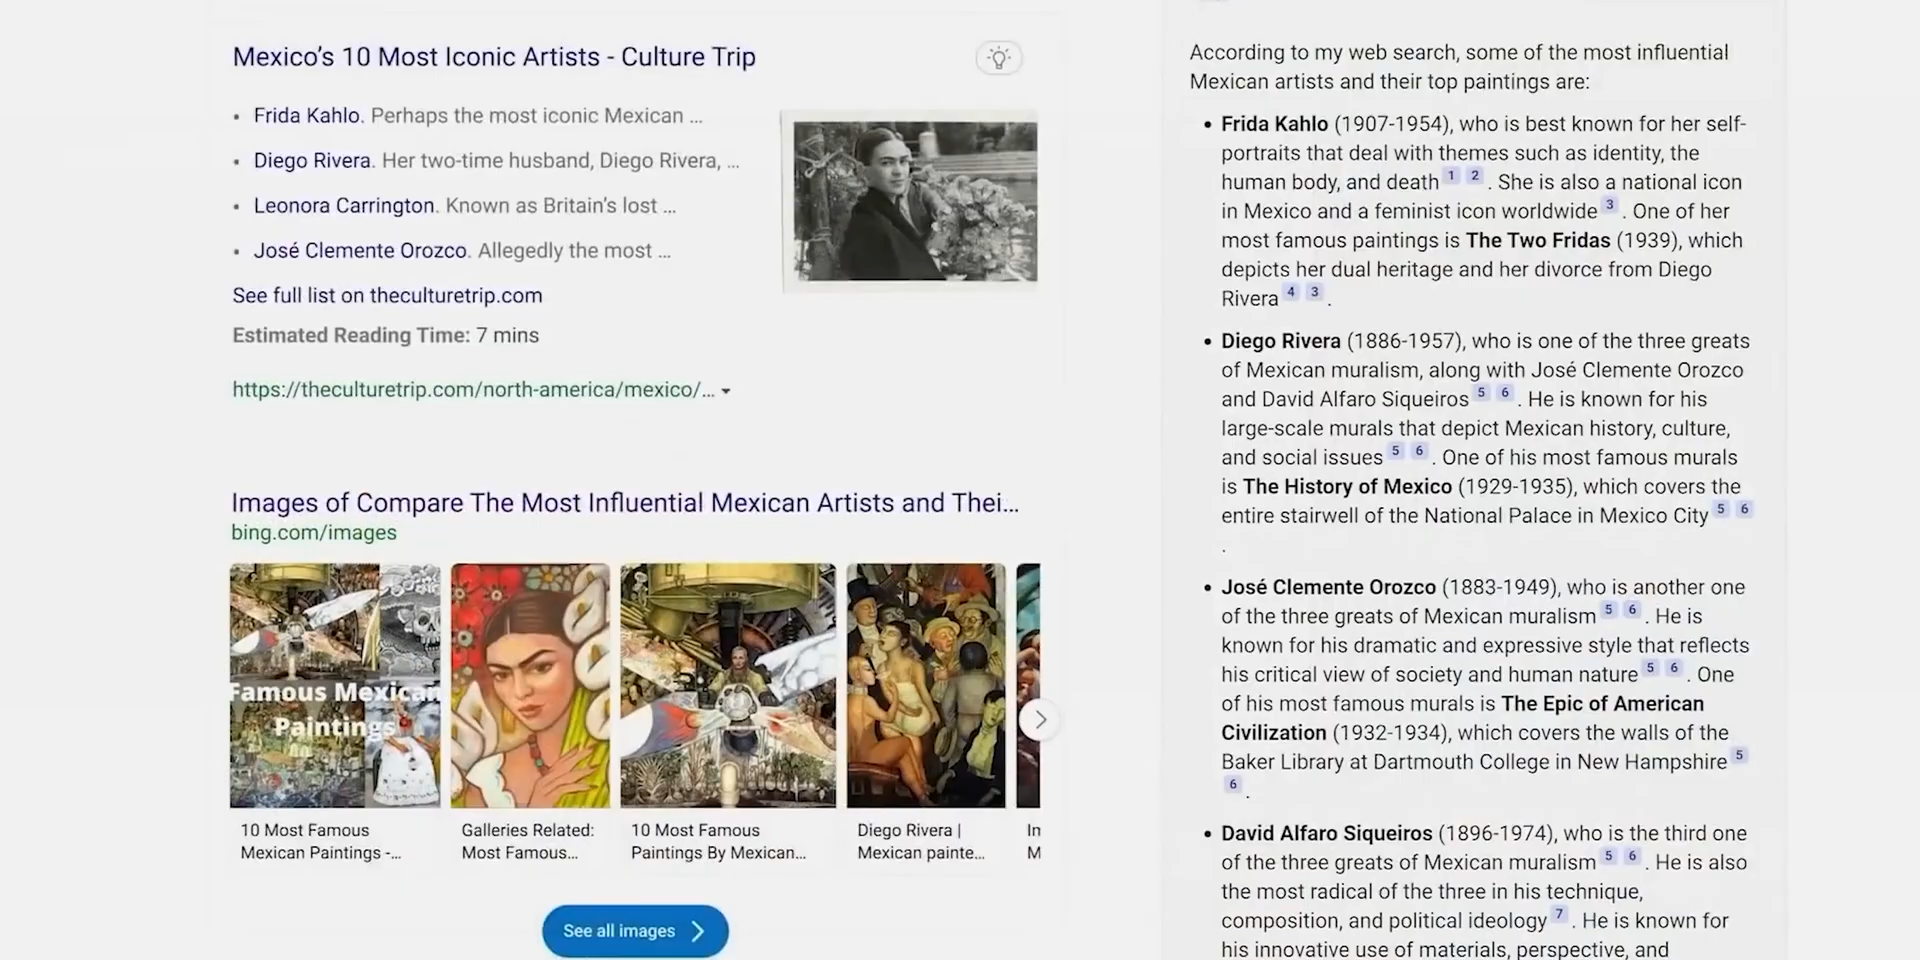 Mexico’s 10 Most Iconic Artists - Culture Trip
• Frida Kahlo. Perhaps the most iconic Mexican ...
• Diego Rivera. Her two-time husband, Diego Rivera, ...
• Leonora Carrington. Known as Britain’s lost ...
• José Clemente Orozco. Allegedly the most ...
See full list on theculturetrip.com
Estimated Reading Time: 7 mins
https://theculturetrip.com/north-america/mexico/...
Images of Compare The Most Influential Mexican Artists and Thei...
bing.com/images
Famous Mexican
Paintings
10 Most Famous
Mexican Paintings -...
Galleries Related:
Most Famous...
10 Most Famous
Paintings By Mexican...
Diego Rivera |
Mexican painte...
See all images
According to my web search, some of the most influential
Mexican artists and their top paintings are:
• Frida Kahlo (1907-1954), who is best known for her self-
portraits that deal with themes such as identity, the
human body, and death 1 2 . She is also a national icon
in Mexico and a feminist icon worldwide 3 . One of her
most famous paintings is The Two Fridas (1939), which
depicts her dual heritage and her divorce from Diego
Rivera 4 3 .
• Diego Rivera (1886-1957), who is one of the three greats
of Mexican muralism, along with José Clemente Orozco
and David Alfaro Siqueiros 5 6 . He is known for his
large-scale murals that depict Mexican history, culture,
and social issues 5 6 . One of his most famous murals
is The History of Mexico (1929-1935), which covers the
entire stairwell of the National Palace in Mexico City 5 6
.
• José Clemente Orozco (1883-1949), who is another one
of the three greats of Mexican muralism 5 6 . He is
known for his dramatic and expressive style that reflects
his critical view of society and human nature 5 6 . One
of his most famous murals is The Epic of American
Civilization (1932-1934), which covers the walls of the
Baker Library at Dartmouth College in New Hampshire 5
6 .
• David Alfaro Siqueiros (1896-1974), who is the third one
of the three greats of Mexican muralism 5 6 . He is also
the most radical of the three in his technique,
composition, and political ideology 7 . He is known for
his innovative use of materials, perspective, and